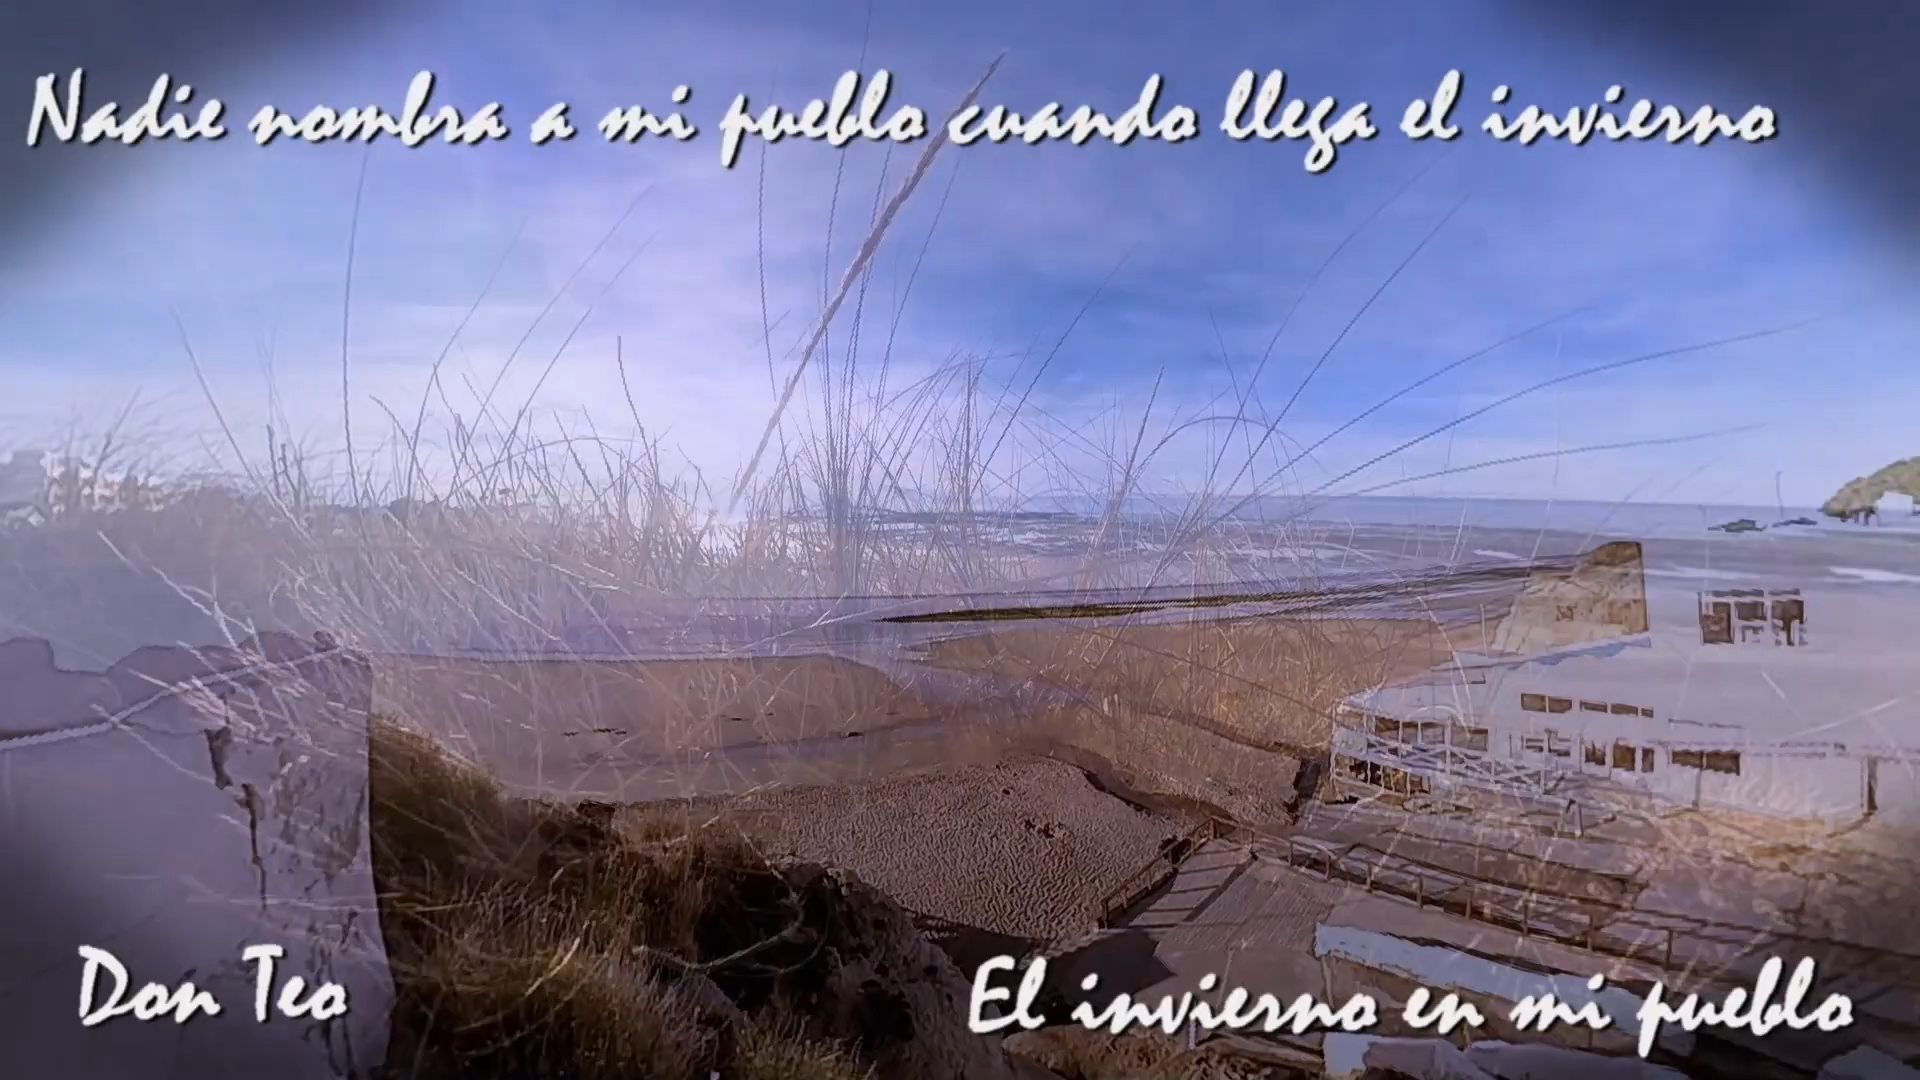 Nadie nombra a mi pueblo cuando llega el invierno
Don Teo
El invierno en mi pueblo